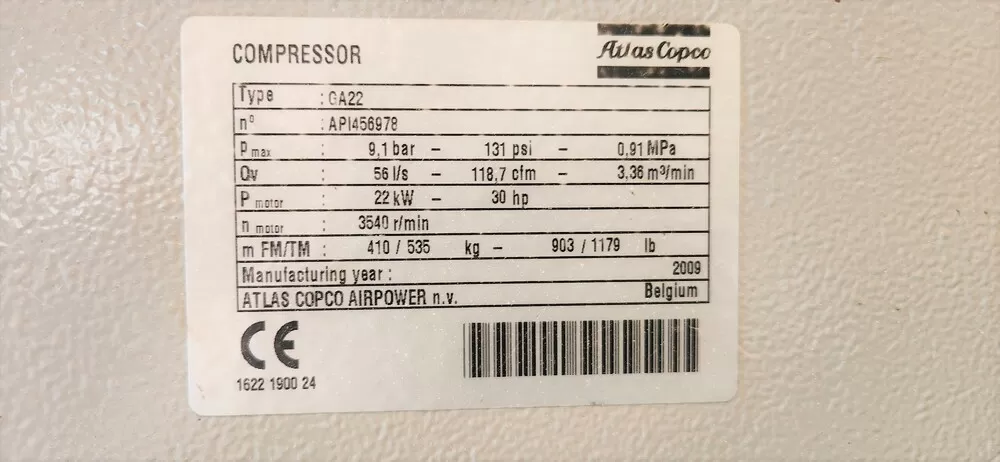 COMPRESSOR
Atlas Copco
Type : GA22
n° : API456978
P max : 9,1 bar – 131 psi – 0,91 MPa
Qv : 56 l/s – 118,7 cfm – 3,36 m³/min
P motor : 22 kW – 30 hp
n motor : 3540 r/min
m FM/TM : 410 / 535 kg – 903 / 1179 lb
Manufacturing year : 2009
ATLAS COPCO AIRPOWER n.v. Belgium
CE
1622 1900 24